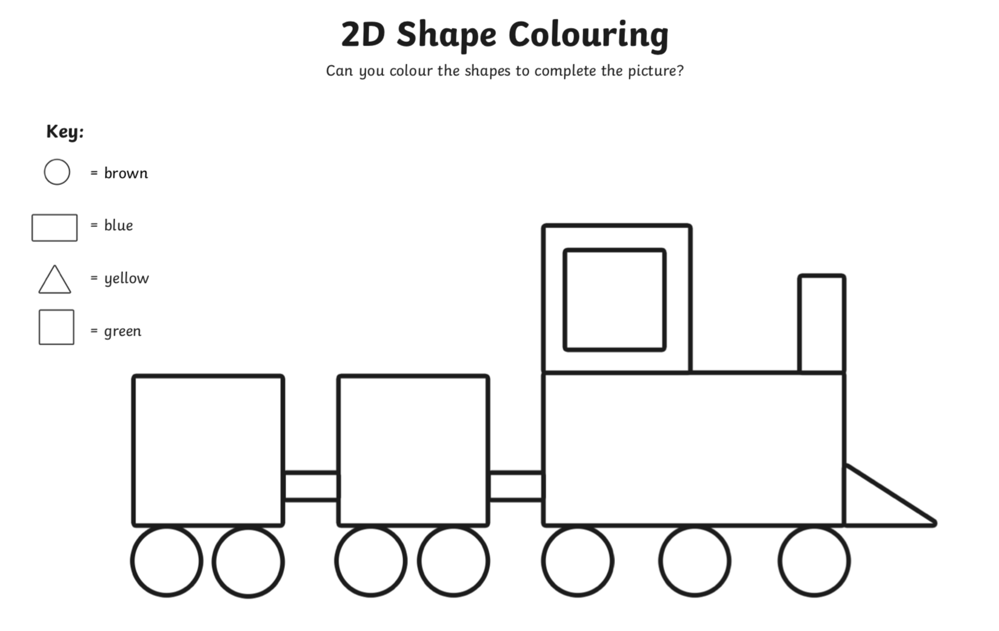 2D Shape Colouring
Can you colour the shapes to complete the picture?
Key:
= brown
= blue
= yellow
= green